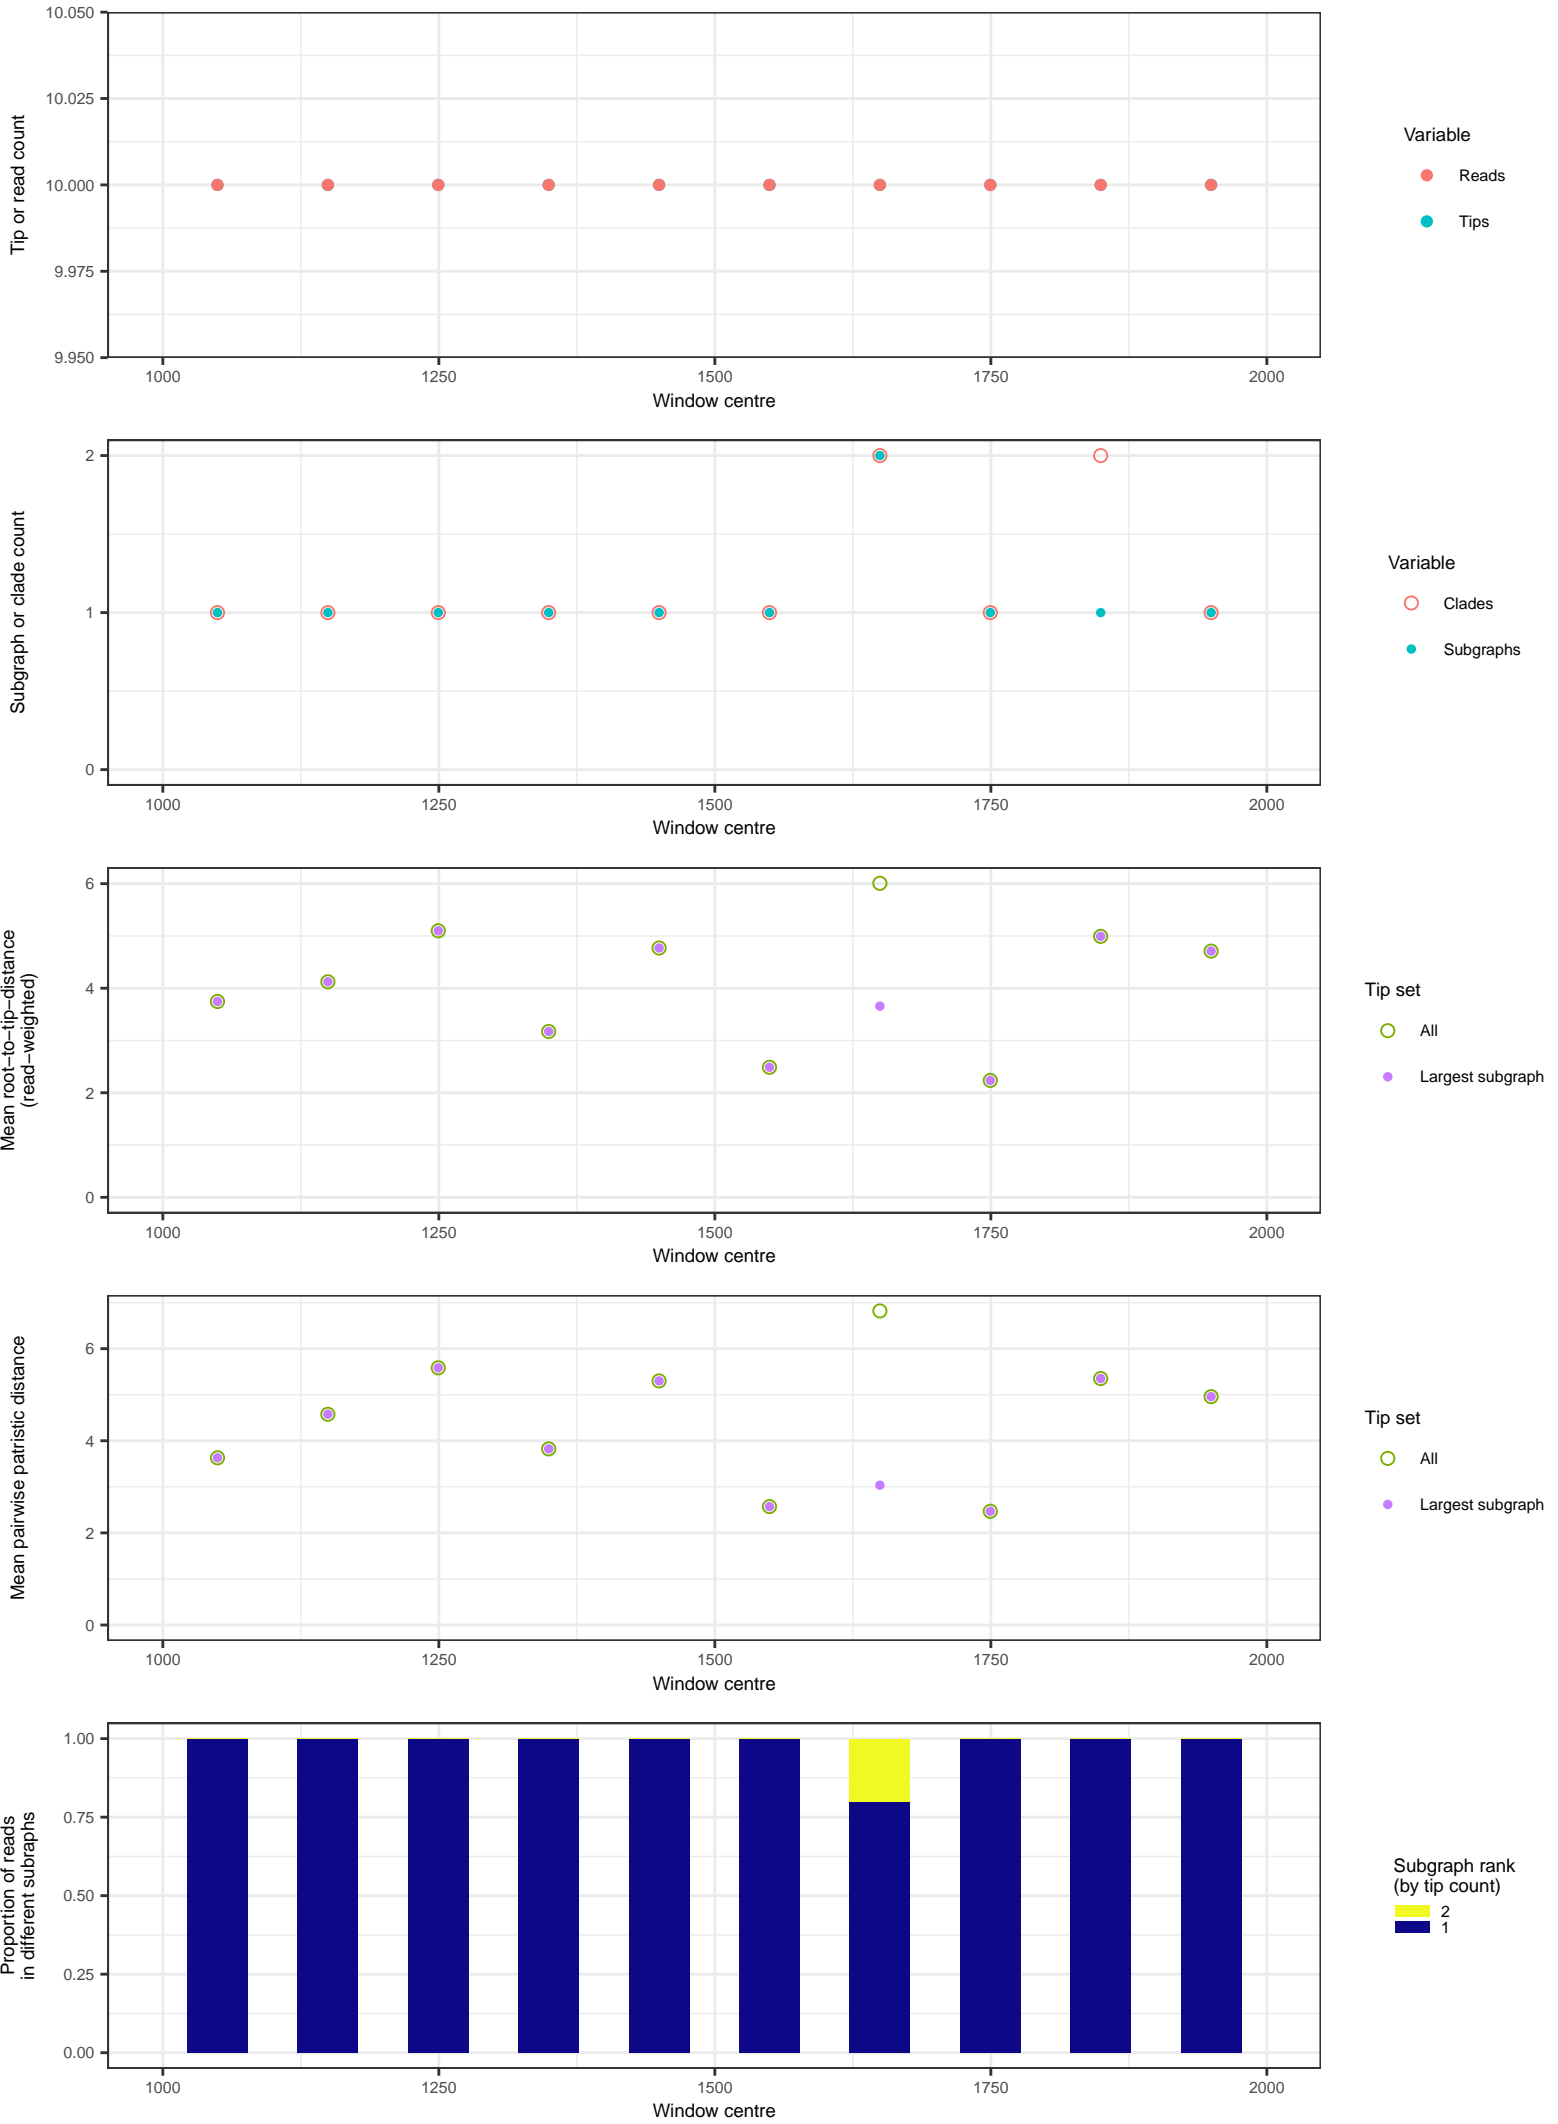 10.050
10.025
10.000
9.975
9.950
Tip or read count
1000 1250 1500 1750 2000
Window centre
Variable
Reads
Tips
2
1
0
Subgraph or clade count
1000 1250 1500 1750 2000
Window centre
Variable
Clades
Subgraphs
6
4
2
0
Mean root−to−tip−distance
(read−weighted)
1000 1250 1500 1750 2000
Window centre
Tip set
All
Largest subgraph
6
4
2
0
Mean pairwise patristic distance
1000 1250 1500 1750 2000
Window centre
Tip set
All
Largest subgraph
1.00
0.75
0.50
0.25
0.00
Proportion of reads
in different subraphs
1000 1250 1500 1750 2000
Window centre
Subgraph rank
(by tip count)
2
1